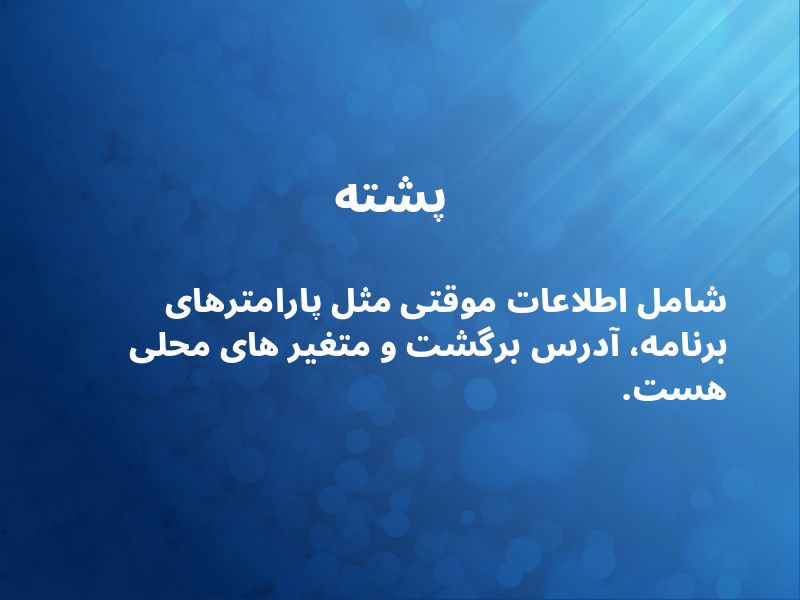 پشته
شامل اطلاعات موقتی مثل پارامترهای
برنامه، آدرس برگشت و متغیر های محلی
هست.